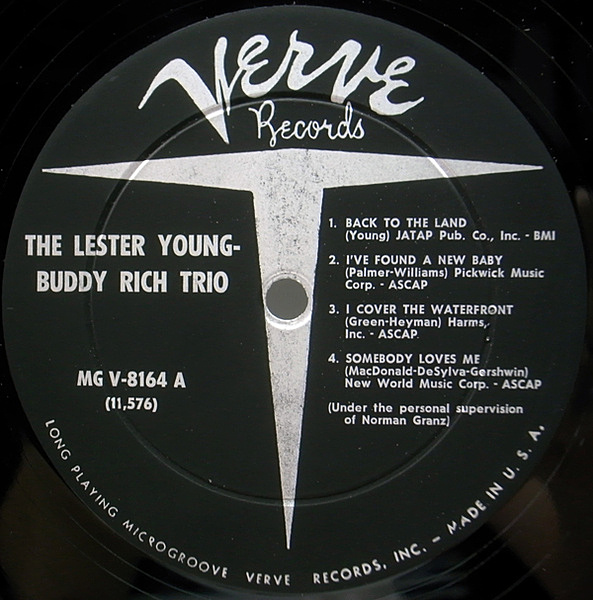 Verve
Records
THE LESTER YOUNG-
BUDDY RICH TRIO
MG V-8164 A
(11,576)
1. BACK TO THE LAND
(Young) JATAP Pub. Co., Inc. - BMI
2. I'VE FOUND A NEW BABY
(Palmer-Williams) Pickwick Music
Corp. - ASCAP
3. I COVER THE WATERFRONT
(Green-Heyman) Harms,
Inc. - ASCAP
4. SOMEBODY LOVES ME
(MacDonald-DeSylva-Gershwin)
New World Music Corp. - ASCAP
(Under the personal supervision
of Norman Granz)
LONG PLAYING MICROGROOVE VERVE RECORDS, INC. - MADE IN U. S. A.